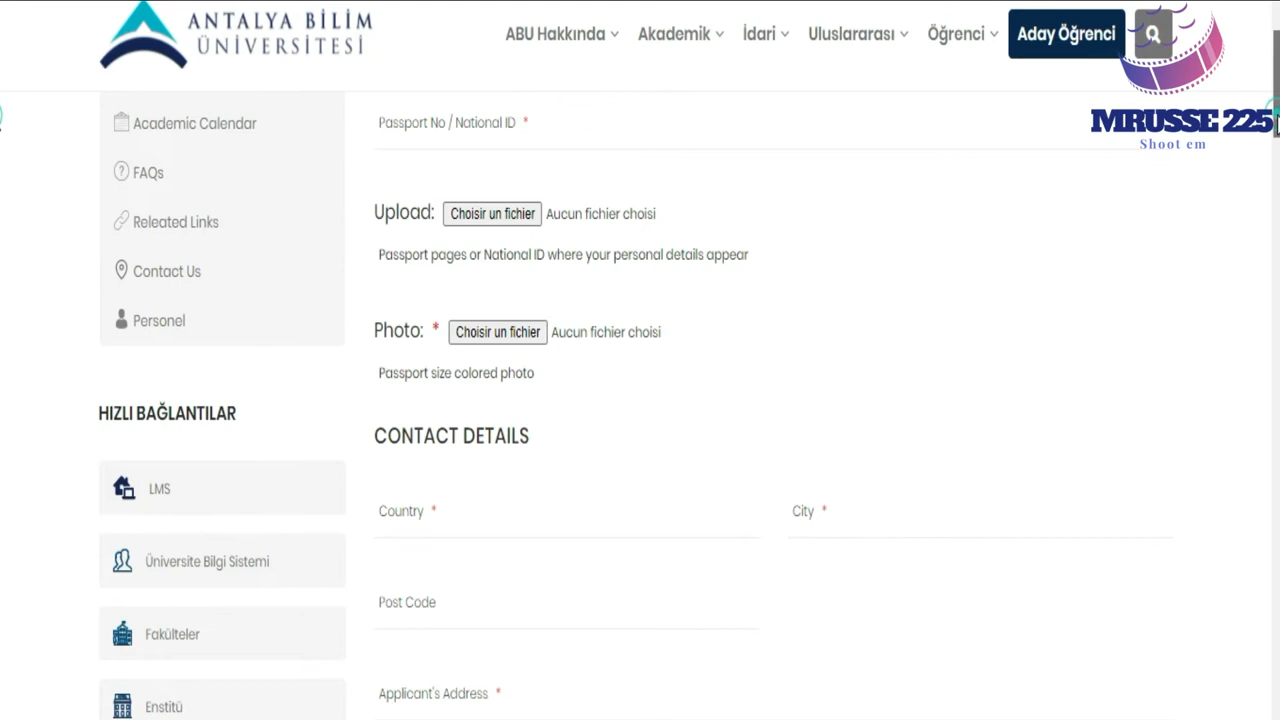 ANTALYA BİLİM
ÜNİVERSİTESİ
ABU Hakkında
Akademik
İdari
Uluslararası
Öğrenci
Aday Öğrenci
MRUSSE 225
Shoot em
Academic Calendar
FAQs
Releated Links
Contact Us
Personel
HIZLI BAĞLANTILAR
LMS
Üniversite Bilgi Sistemi
Fakülteler
Enstitü
Passport No / National ID *
Upload: Choisir un fichier Aucun fichier choisi
Passport pages or National ID where your personal details appear
Photo: * Choisir un fichier Aucun fichier choisi
Passport size colored photo
CONTACT DETAILS
Country *
City *
Post Code
Applicant's Address *